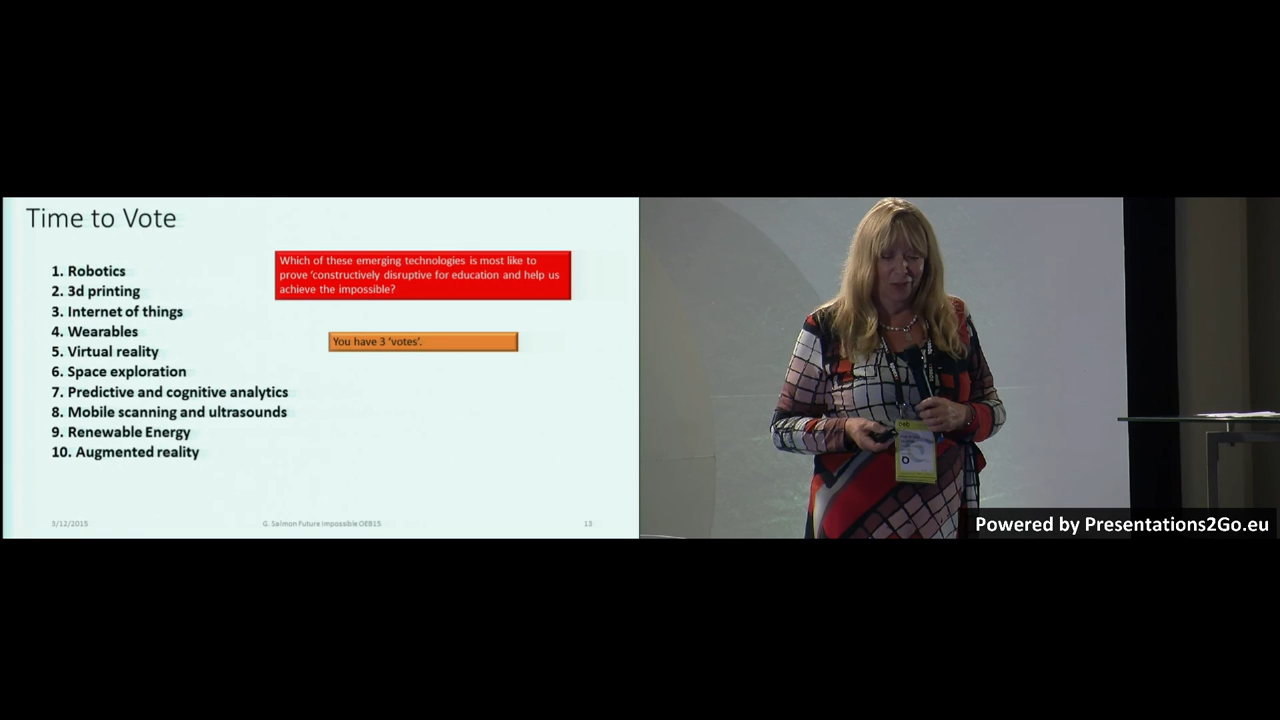 Time to Vote
1. Robotics
2. 3d printing
3. Internet of things
4. Wearables
5. Virtual reality
6. Space exploration
7. Predictive and cognitive analytics
8. Mobile scanning and ultrasounds
9. Renewable Energy
10. Augmented reality
Which of these emerging technologies is most like to
prove ‘constructively disruptive for education and help us
achieve the impossible?
You have 3 ‘votes’.
3/12/2015
G. Salmon Future Impossible OEB15
13
Powered by Presentations2Go.eu